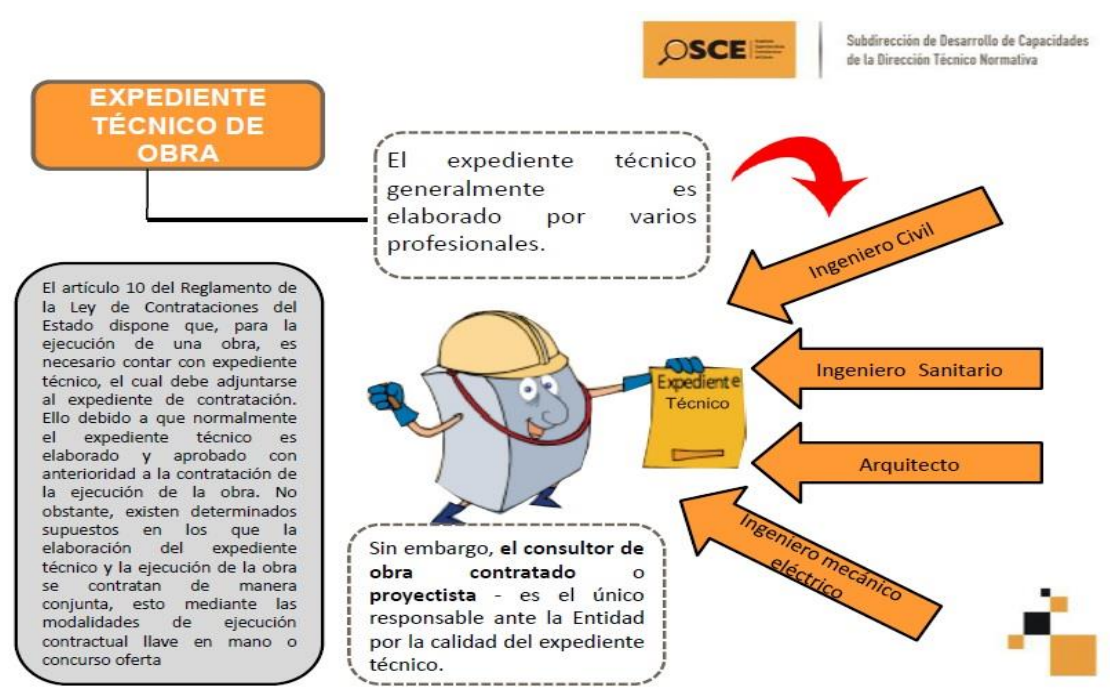 OSCE
Subdirección de Desarrollo de Capacidades
de la Dirección Técnico Normativa
EXPEDIENTE
TÉCNICO DE
OBRA
El expediente técnico
generalmente es
elaborado por varios
profesionales.
El artículo 10 del Reglamento de
la Ley de Contrataciones del
Estado dispone que, para la
ejecución de una obra, es
necesario contar con expediente
técnico, el cual debe adjuntarse
al expediente de contratación.
Ello debido a que normalmente
el expediente técnico es
elaborado y aprobado con
anterioridad a la contratación de
la ejecución de la obra. No
obstante, existen determinados
supuestos en los que la
elaboración del expediente
técnico y la ejecución de la obra
se contratan de manera
conjunta, esto mediante las
modalidades de ejecución
contractual llave en mano o
concurso oferta
Expediente
Técnico
Ingeniero Civil
Ingeniero Sanitario
Arquitecto
Ingeniero mecánico
eléctrico
Sin embargo, el consultor de
obra contratado o
proyectista - es el único
responsable ante la Entidad
por la calidad del expediente
técnico.